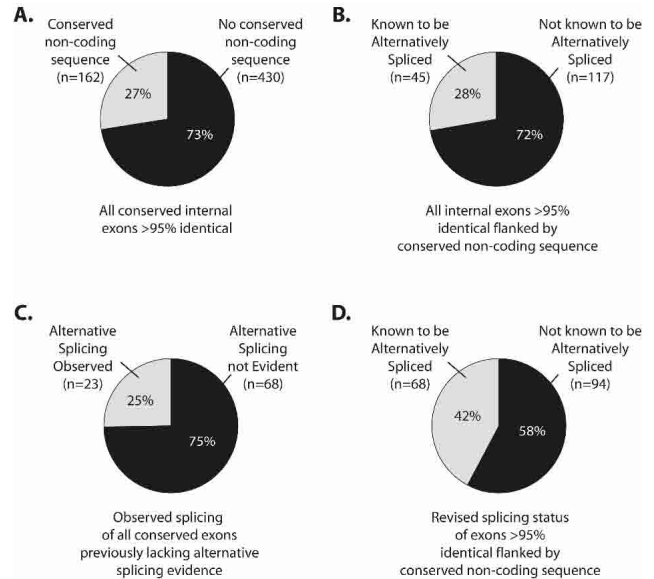 A.
Conserved
non-coding
sequence
(n=162)
No conserved
non-coding
sequence
(n=430)
27%
73%
All conserved internal
exons >95% identical
B.
Known to be
Alternatively
Spliced
(n=45)
Not known to be
Alternatively
Spliced
(n=117)
28%
72%
All internal exons >95%
identical flanked by
conserved non-coding sequence
C.
Alternative
Splicing
Observed
(n=23)
Alternative
Splicing
not Evident
(n=68)
25%
75%
Observed splicing
of all conserved exons
previously lacking alternative
splicing evidence
D.
Known to be
Alternatively
Spliced
(n=68)
Not known to be
Alternatively
Spliced
(n=94)
42%
58%
Revised splicing status
of exons >95%
identical flanked by
conserved non-coding sequence